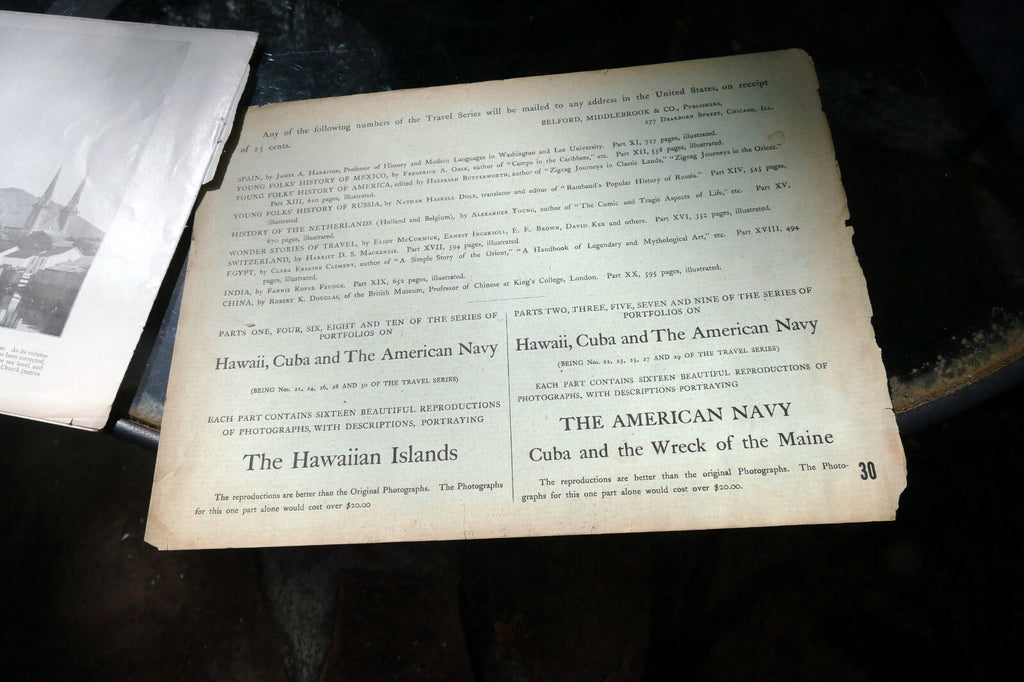 Any of the following numbers of the Travel Series will be mailed to any address in the United States, on receipt
of 25 cents.
BELFORD, MIDDLEBROOK & CO., Publishers,
277 Dearborn Street, Chicago, Ill.
SPAIN, by James A. Harrison, Professor of History and Modern Languages in Washington and Lee University. Part XI, 727 pages, illustrated.
YOUNG FOLKS' HISTORY OF MEXICO, by Frederick A. Ober, author of "Camps in the Caribbees," etc. Part XII, 558 pages, illustrated.
YOUNG FOLKS' HISTORY OF AMERICA, edited by Hezekiah Butterworth, author of "Zigzag Journeys in Classic Lands," "Zigzag Journeys in the Orient."
Part XIII, 610 pages, illustrated.
YOUNG FOLKS' HISTORY OF RUSSIA, by Nathan Haskell Dole, translator and editor of "Rambaud's Popular History of Russia." Part XIV, 545 pages,
illustrated.
HISTORY OF THE NETHERLANDS (Holland and Belgium), by Alexander Young, author of "The Comic and Tragic Aspects of Life," etc. Part XV,
670 pages, illustrated.
WONDER STORIES OF TRAVEL, by Eliot McCormick, Ernest Ingersoll, E. E. Brown, David Ker and others. Part XVI, 352 pages, illustrated.
SWITZERLAND, by Harriet D. S. Mackenzie. Part XVII, 594 pages, illustrated.
EGYPT, by Clara Erskine Clement, author of "A Simple Story of the Orient," "A Handbook of Legendary and Mythological Art," etc. Part XVIII, 494
pages, illustrated.
INDIA, by Fannie Roper Feudge. Part XIX, 652 pages, illustrated.
CHINA, by Robert K. Douglas, of the British Museum, Professor of Chinese at King's College, London. Part XX, 595 pages, illustrated.
PARTS ONE, FOUR, SIX, EIGHT AND TEN OF THE SERIES OF
PORTFOLIOS ON
Hawaii, Cuba and The American Navy
(BEING Nos. 21, 24, 26, 28 AND 30 OF THE TRAVEL SERIES)
EACH PART CONTAINS SIXTEEN BEAUTIFUL REPRODUCTIONS
OF PHOTOGRAPHS, WITH DESCRIPTIONS, PORTRAYING
The Hawaiian Islands
The reproductions are better than the Original Photographs. The Photographs
for this one part alone would cost over $20.00
PARTS TWO, THREE, FIVE, SEVEN AND NINE OF THE SERIES OF
PORTFOLIOS ON
Hawaii, Cuba and The American Navy
(BEING Nos. 22, 23, 25, 27 AND 29 OF THE TRAVEL SERIES)
EACH PART CONTAINS SIXTEEN BEAUTIFUL REPRODUCTIONS OF
PHOTOGRAPHS, WITH DESCRIPTIONS PORTRAYING
THE AMERICAN NAVY
Cuba and the Wreck of the Maine
The reproductions are better than the original Photographs. The Photo-
graphs for this one part alone would cost over $20.00.
30
As its volume
been corrected,
sea level, and
Church (native